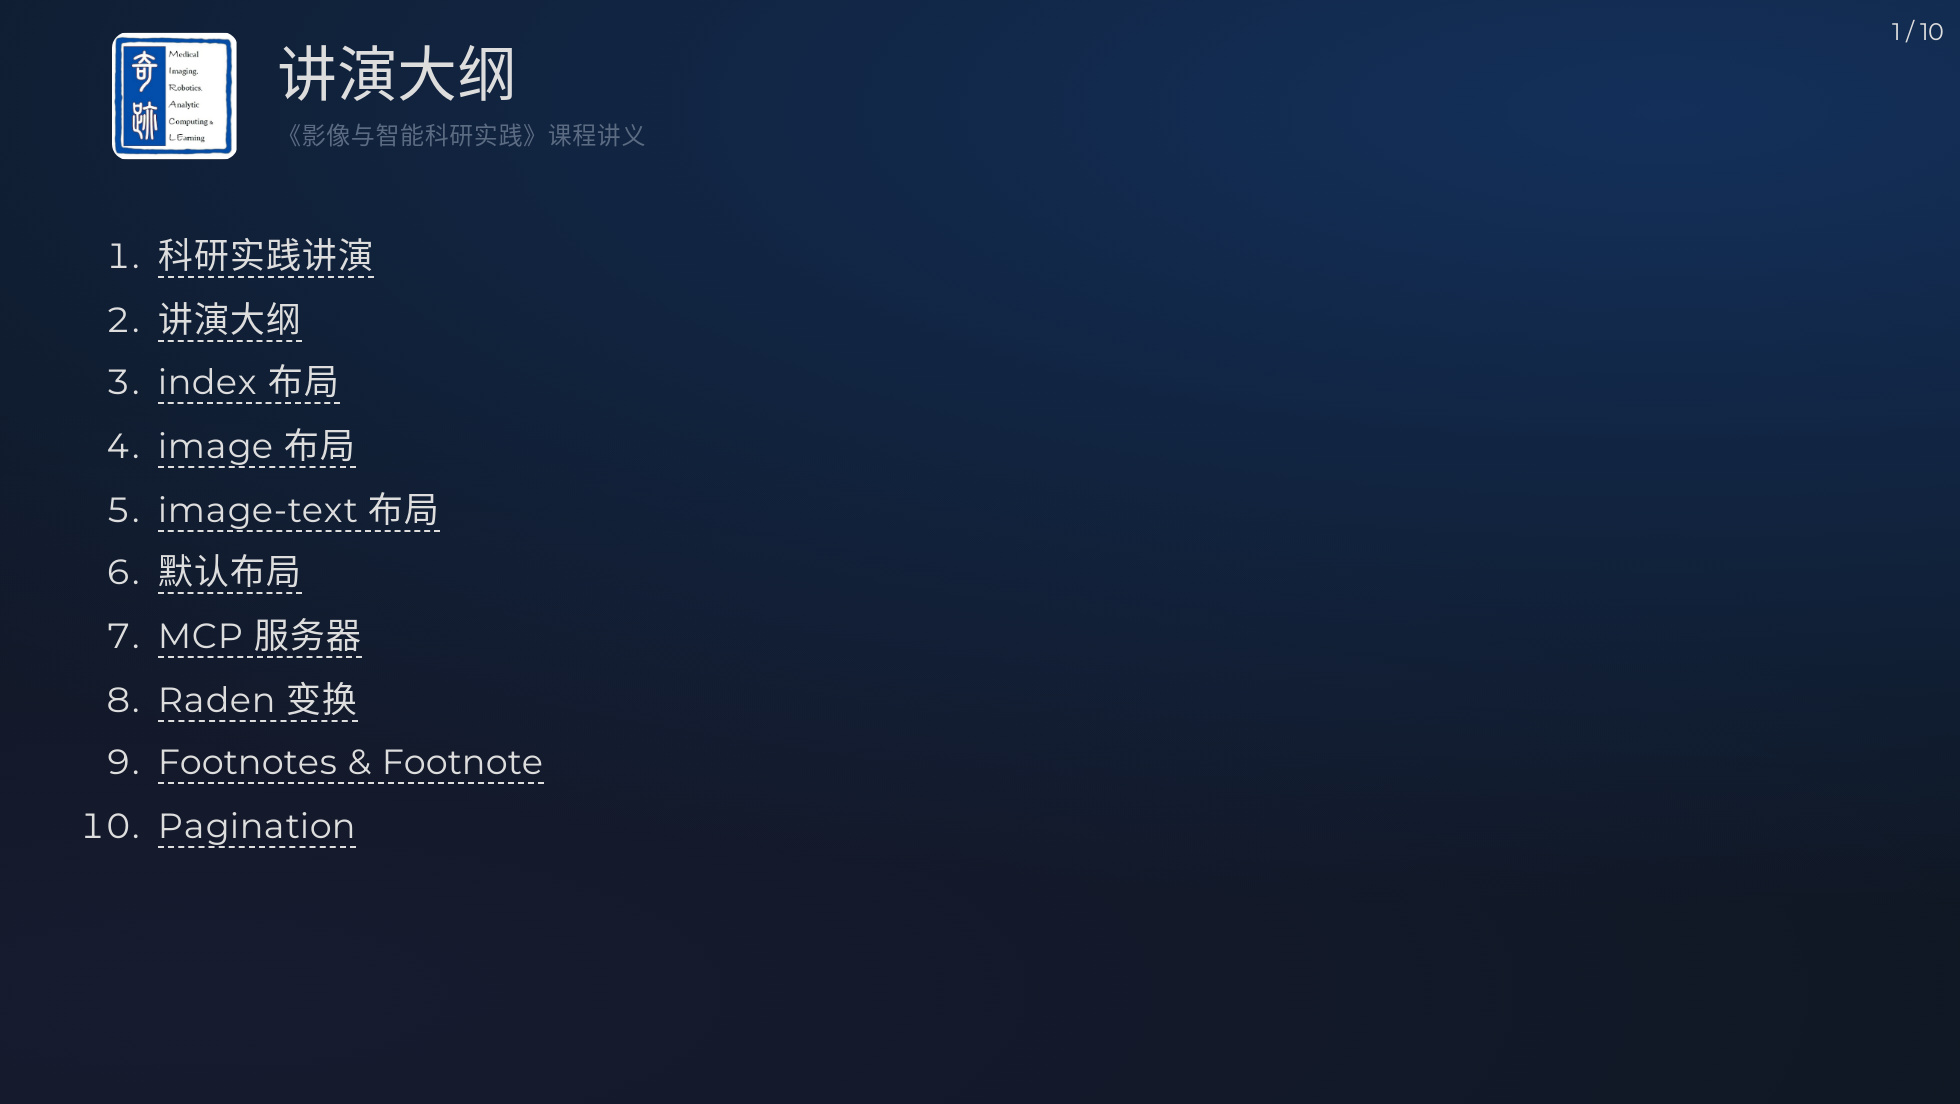 1 / 10
奇跡
Medical
Imaging,
Robotics,
Analytic
Computing &
L.Earning
讲演大纲
《影像与智能科研实践》课程讲义
1. 科研实践讲演
2. 讲演大纲
3. index 布局
4. image 布局
5. image-text 布局
6. 默认布局
7. MCP 服务器
8. Raden 变换
9. Footnotes & Footnote
10. Pagination